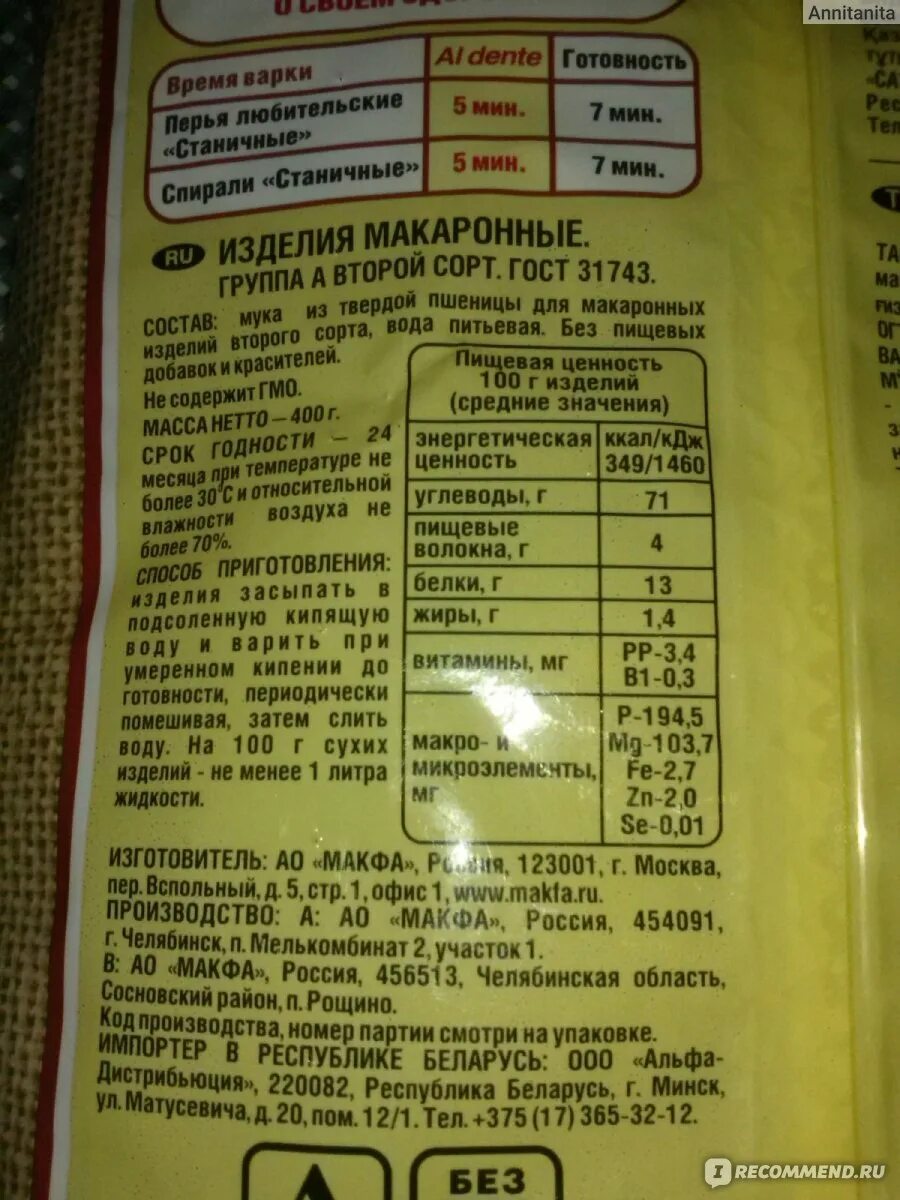 О СВОЕМ
Annitanita
Время варки Al dente Готовность
Перья любительские «Станичные» 5 мин. 7 мин.
Спирали «Станичные» 5 мин. 7 мин.
RU ИЗДЕЛИЯ МАКАРОННЫЕ.
ГРУППА А ВТОРОЙ СОРТ. ГОСТ 31743.
СОСТАВ: мука из твердой пшеницы для макаронных
изделий второго сорта, вода питьевая. Без пищевых
добавок и красителей.
Не содержит ГМО.
МАССА НЕТТО – 400 г.
СРОК ГОДНОСТИ – 24
месяца при температуре не
более 30°С и относительной
влажности воздуха не
более 70%.
СПОСОБ ПРИГОТОВЛЕНИЯ:
изделия засыпать в
подсоленную кипящую
воду и варить при
умеренном кипении до
готовности, периодически
помешивая, затем слить
воду. На 100 г сухих
изделий - не менее 1 литра
жидкости.
Пищевая ценность
100 г изделий
(средние значения)
энергетическая ценность ккал/кДж 349/1460
углеводы, г 71
пищевые волокна, г 4
белки, г 13
жиры, г 1,4
витамины, мг РР-3,4
В1-0,3
макро- и микроэлементы, мг Р-194,5
Mg-103,7
Fe-2,7
Zn-2,0
Se-0,01
ИЗГОТОВИТЕЛЬ: АО «МАКФА», Россия, 123001, г. Москва,
пер. Вспольный, д. 5, стр. 1, офис 1, www.makfa.ru.
ПРОИЗВОДСТВО: А: АО «МАКФА», Россия, 454091,
г. Челябинск, п. Мелькомбинат 2, участок 1.
В: АО «МАКФА», Россия, 456513, Челябинская область,
Сосновский район, п. Рощино.
Код производства, номер партии смотри на упаковке.
ИМПОРТЕР В РЕСПУБЛИКЕ БЕЛАРУСЬ: ООО «Альфа-
Дистрибьюция», 220082, Республика Беларусь, г. Минск,
ул. Матусевича, д. 20, пом. 12/1. Тел. +375 (17) 365-32-12.
БЕЗ
IRECOMMEND.RU